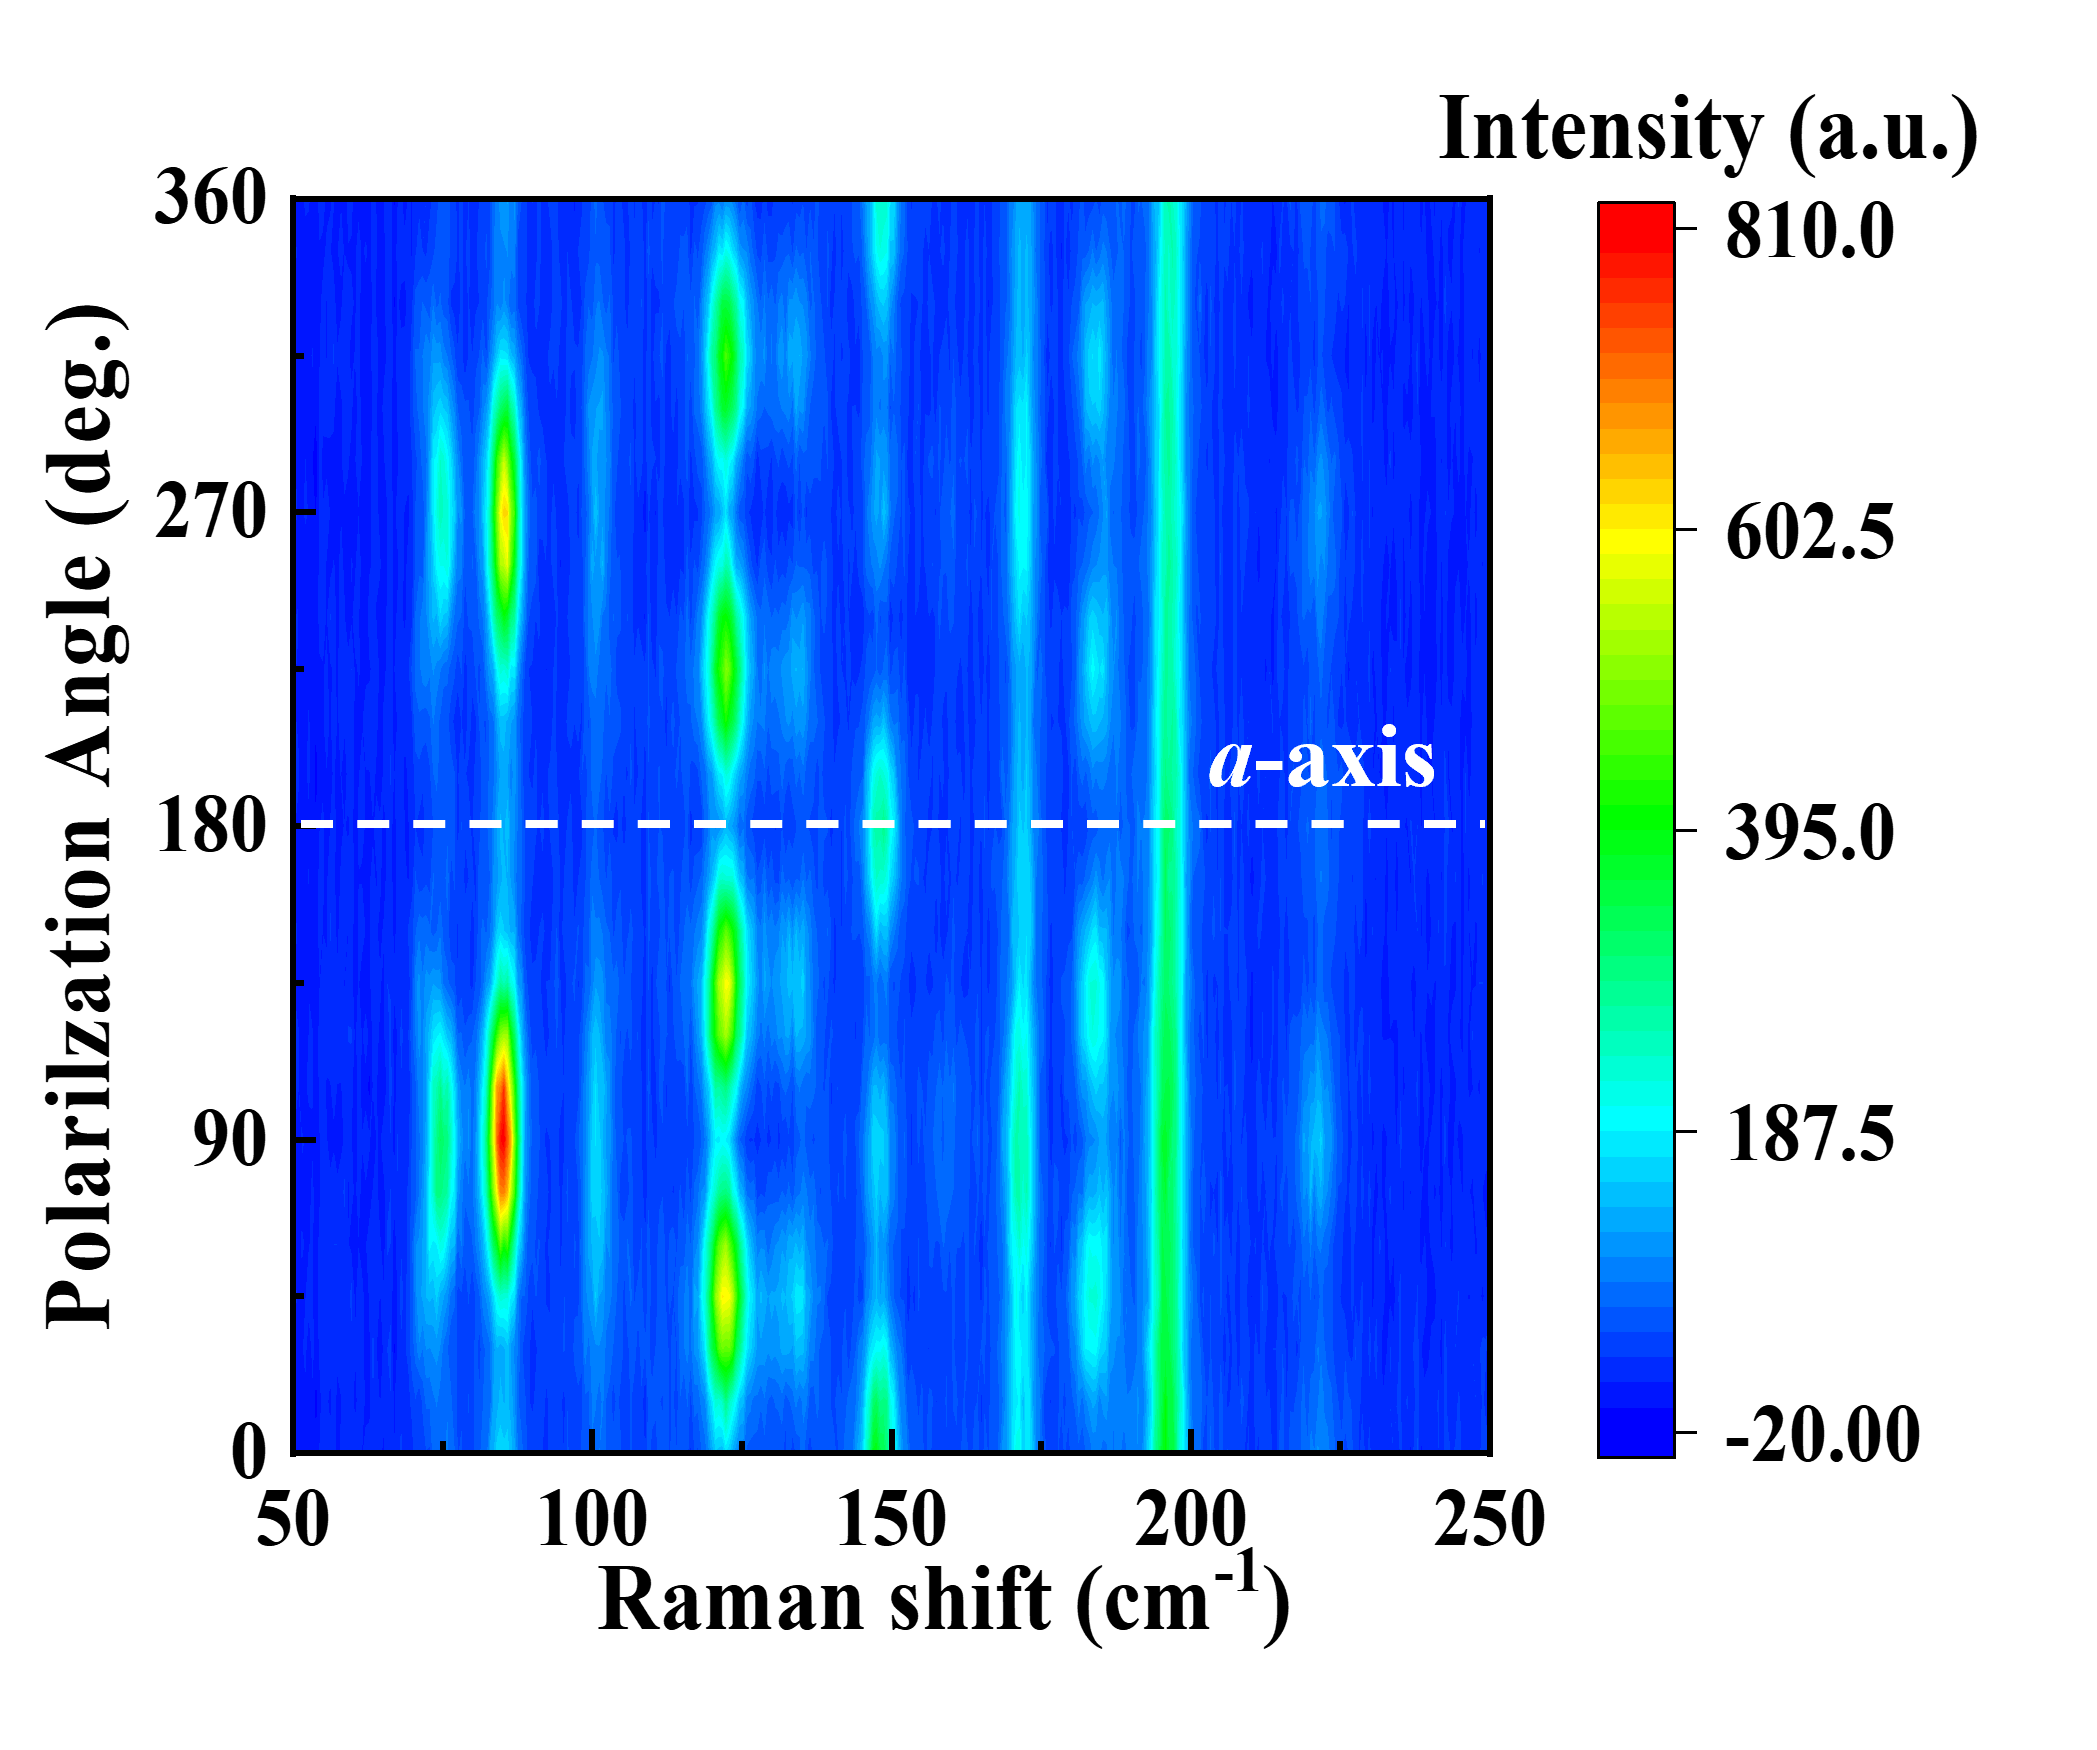 Intensity (a.u.)
810.0
602.5
395.0
187.5
-20.00
Polarilzation Angle (deg.)
360
270
180
90
0
a-axis
50 100 150 200 250
Raman shift (cm-1)